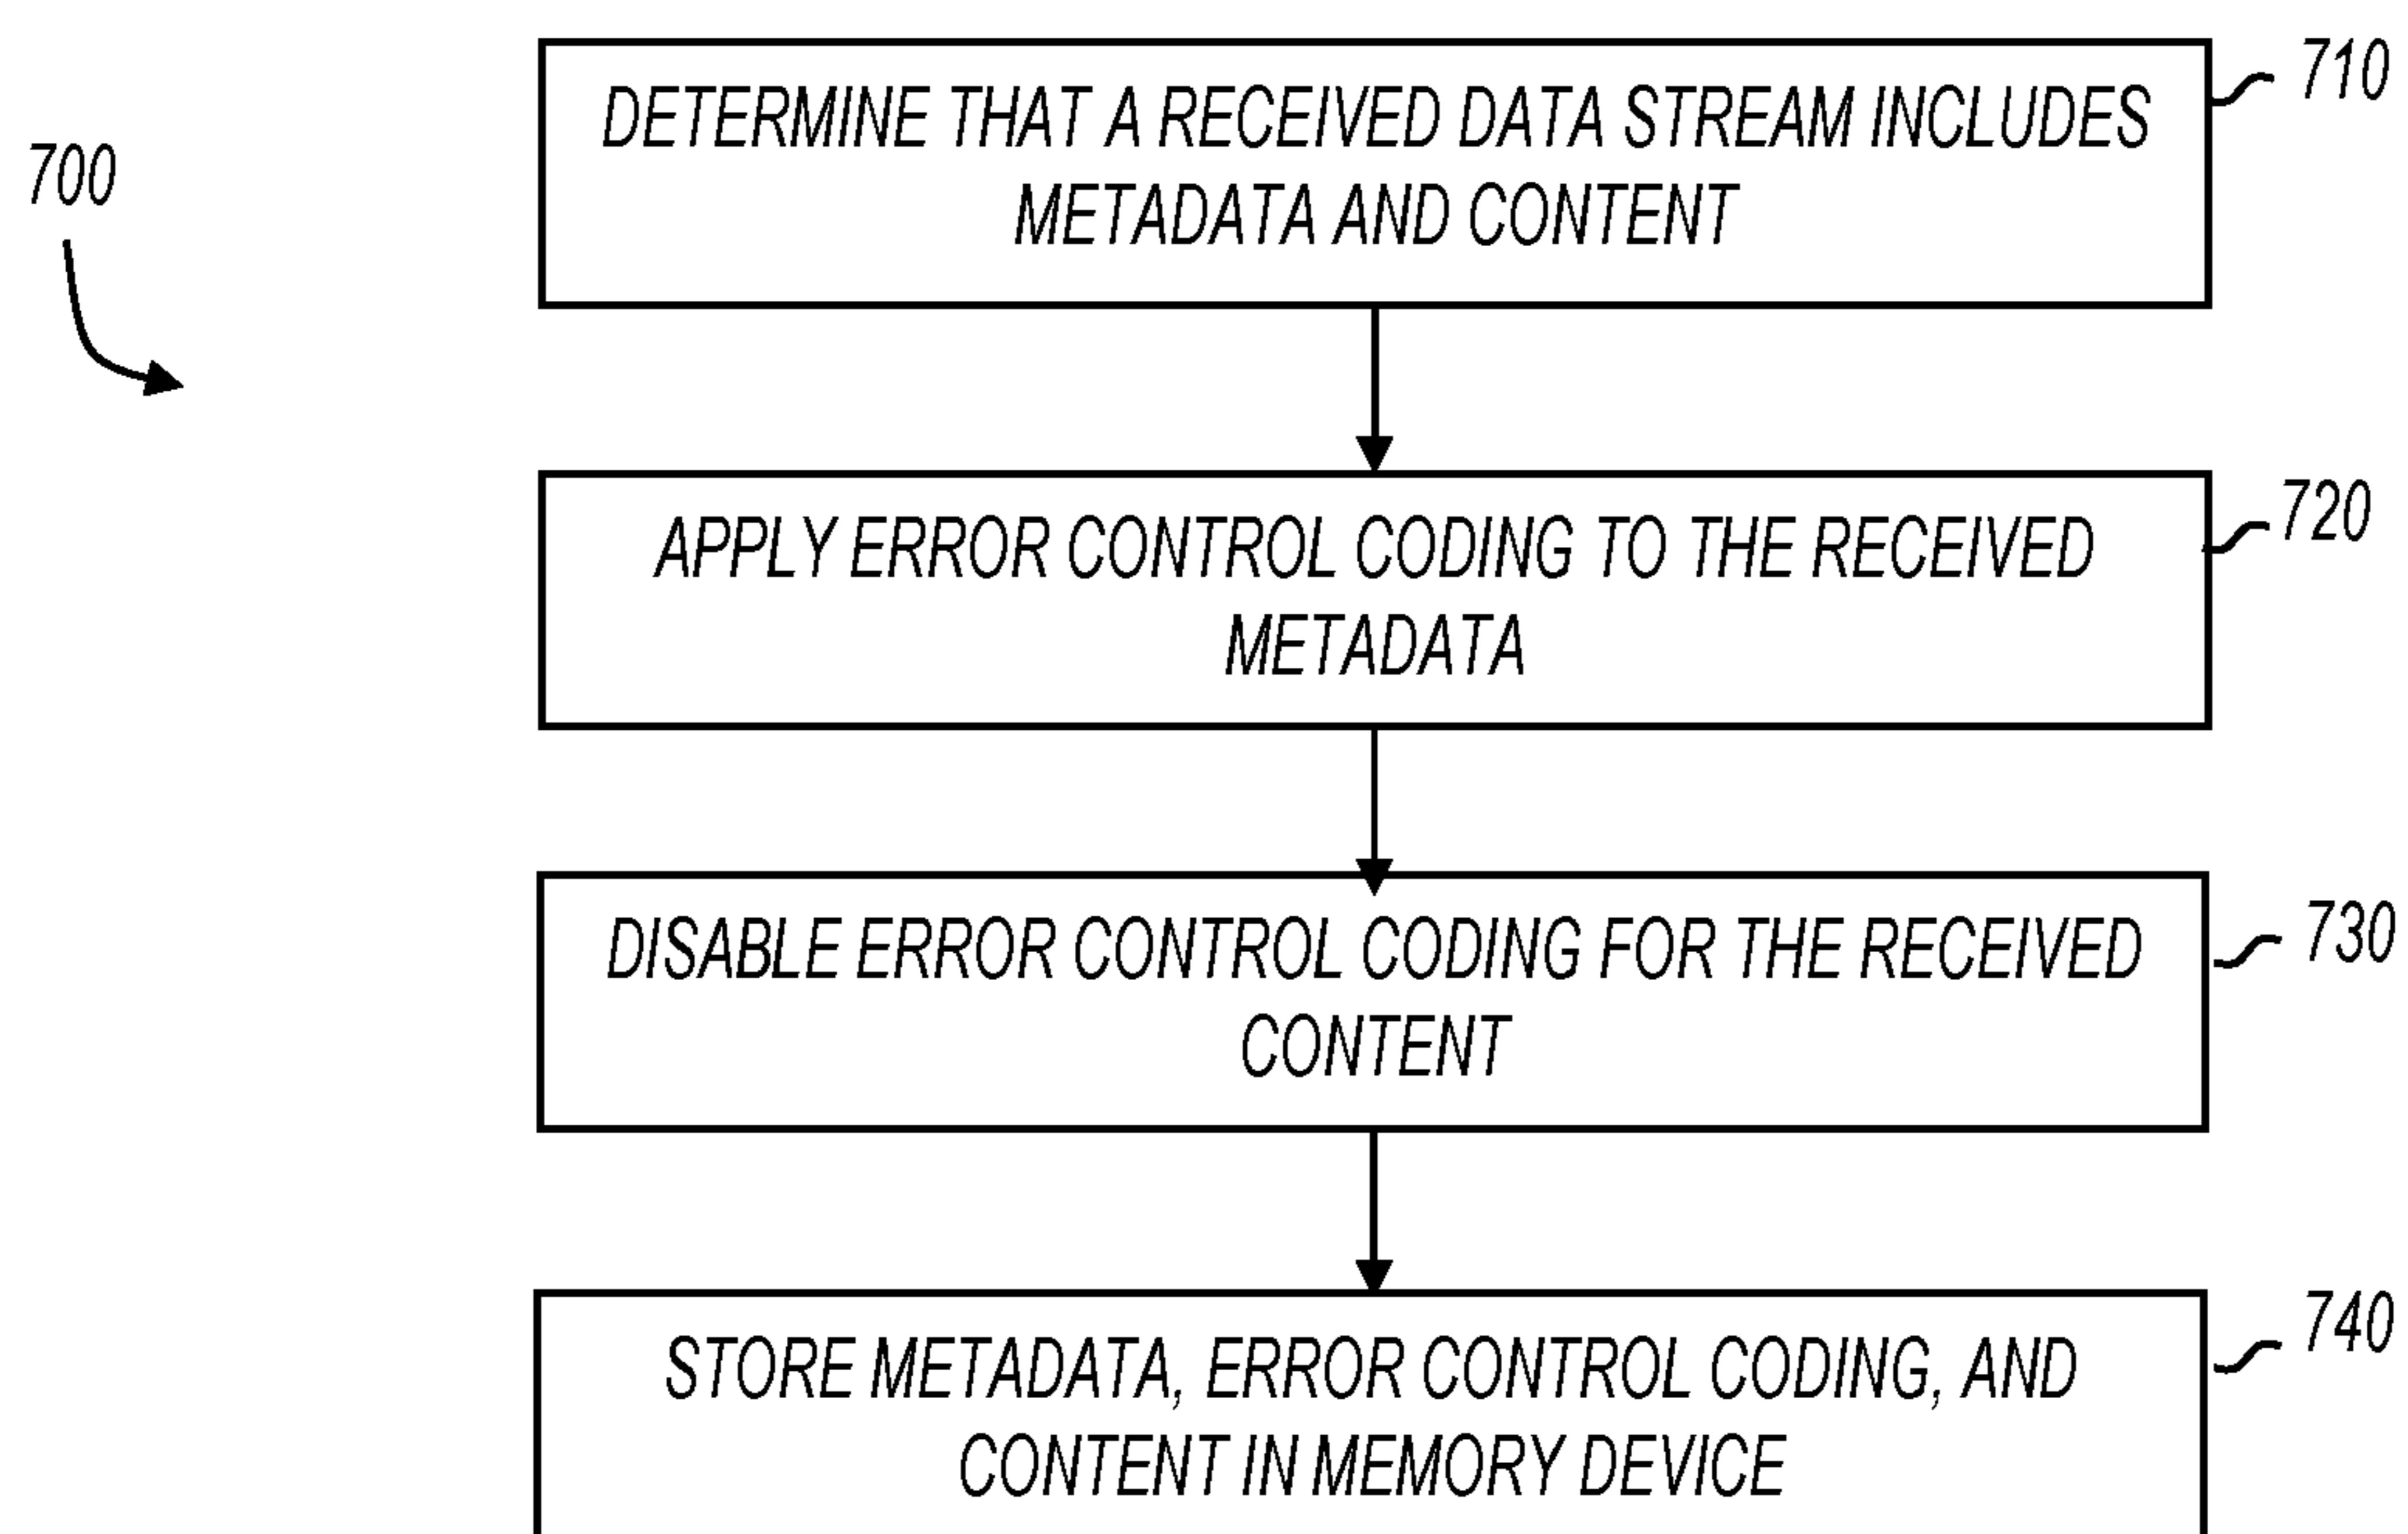 710
DETERMINE THAT A RECEIVED DATA STREAM INCLUDES
METADATA AND CONTENT
700
720
APPLY ERROR CONTROL CODING TO THE RECEIVED
METADATA
730
DISABLE ERROR CONTROL CODING FOR THE RECEIVED
CONTENT
740
STORE METADATA, ERROR CONTROL CODING, AND
CONTENT IN MEMORY DEVICE